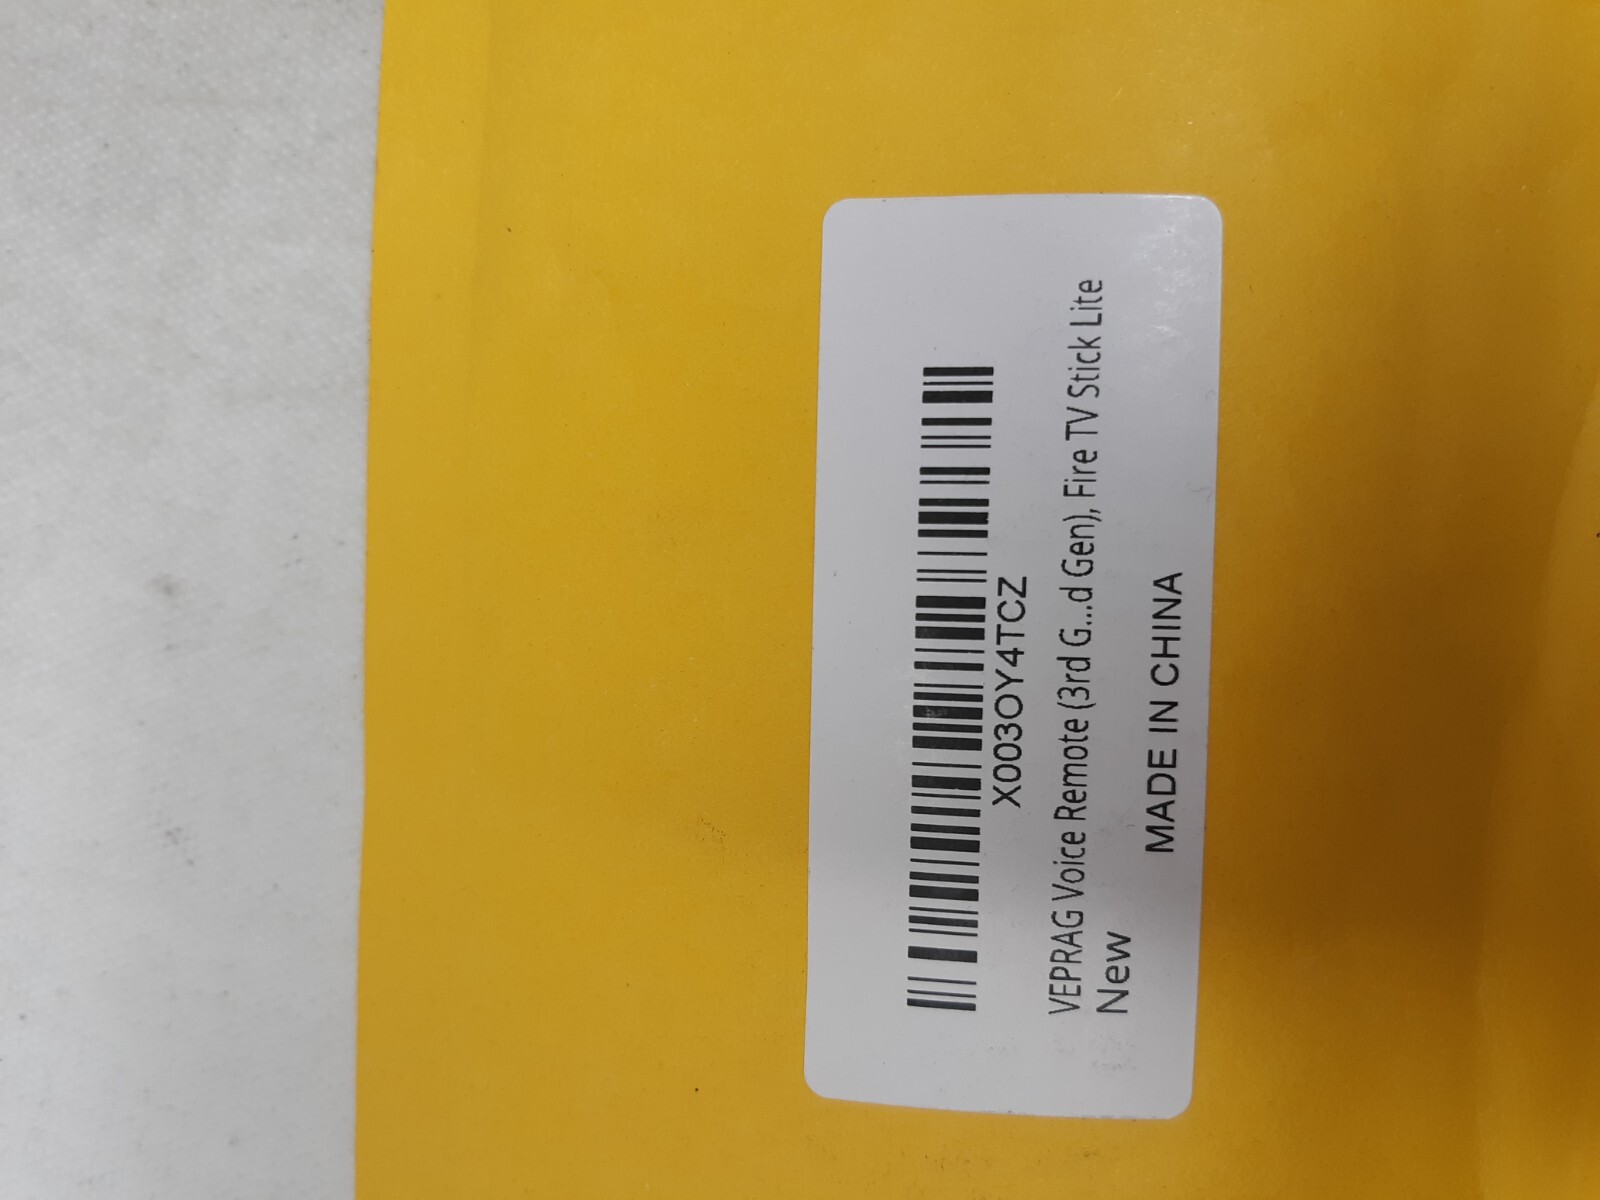 X003OY4TCZ
VEPRAG Voice Remote (3rd G...d Gen), Fire TV Stick Lite
New
MADE IN CHINA